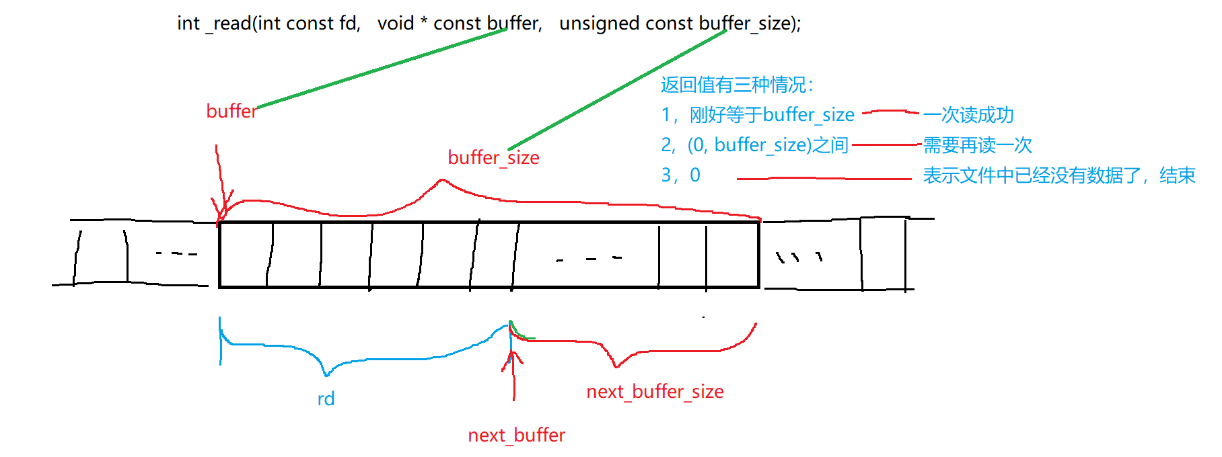 int _read(int const fd, void * const buffer, unsigned const buffer_size);
返回值有三种情况：
buffer
1，刚好等于buffer_size 一次读成功
2,  (0, buffer_size)之间 需要再读一次
buffer_size
3，0 表示文件中已经没有数据了，结束
rd
next_buffer_size
next_buffer